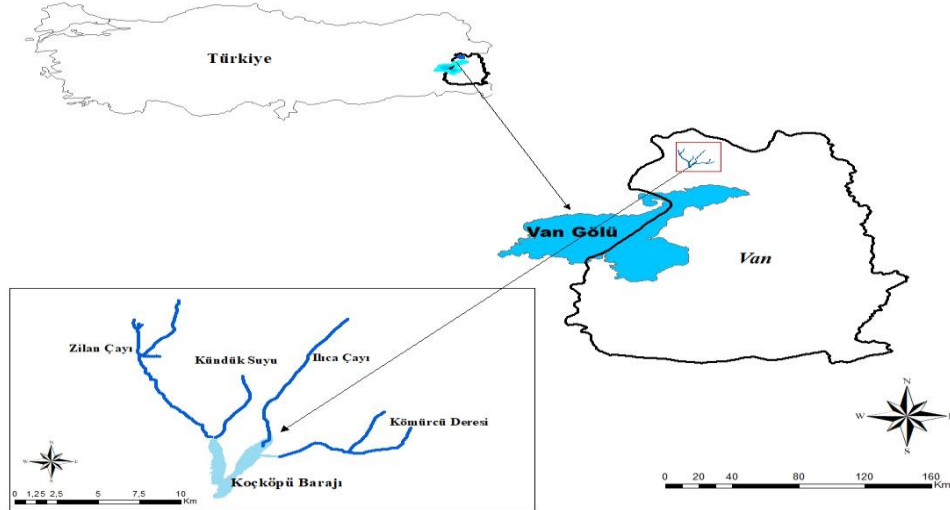 Türkiye
Van Gölü
Van
Zilan Çayı
Kündük Suyu
Ilıca Çayı
Kömürcü Deresi
Koçköpü Barajı
N
W
E
S
0 1,25 2,5 5 7,5 10
Km
N
W
E
S
0 20 40 80 120 160
Km